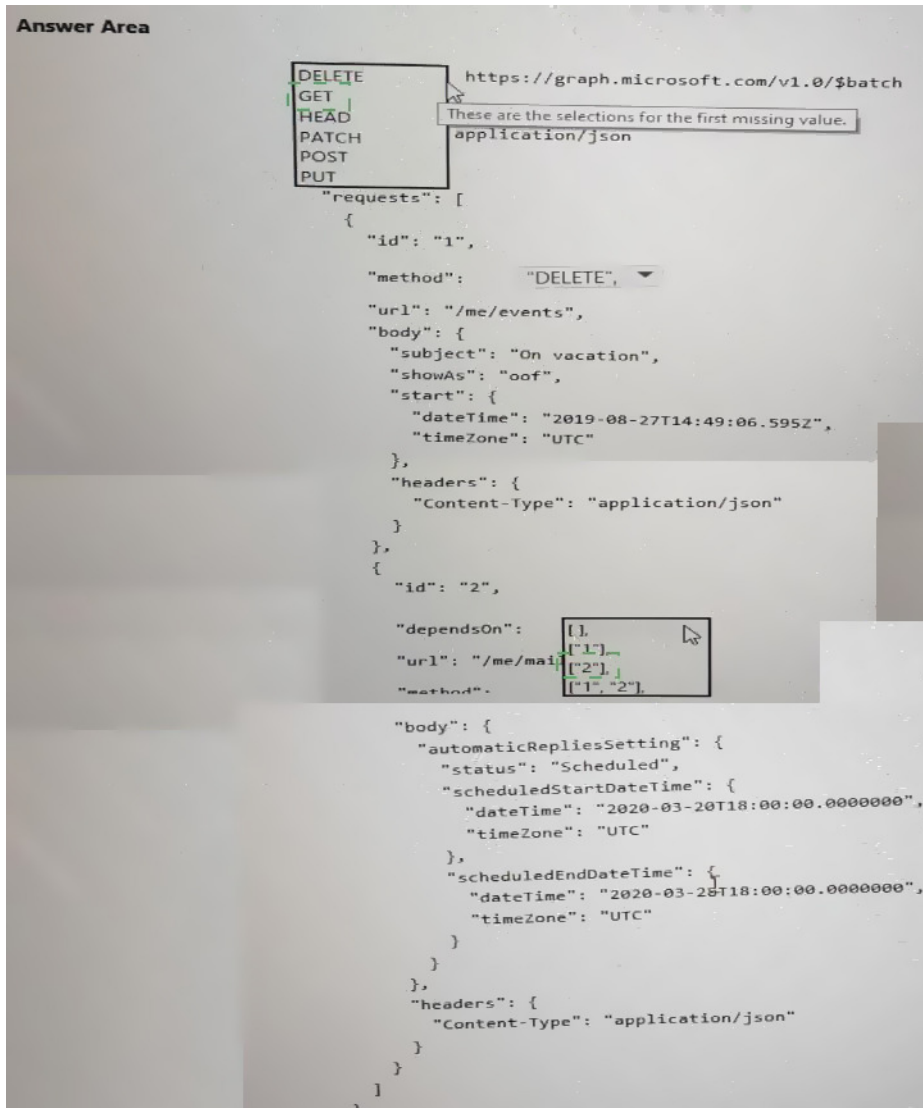 Answer Area
DELETE
GET
HEAD
PATCH
POST
PUT
https://graph.microsoft.com/v1.0/$batch
These are the selections for the first missing value.
application/json
"requests": [
{
"id": "1",
"method": "DELETE",
"url": "/me/events",
"body": {
"subject": "On vacation",
"showAs": "oof",
"start": {
"dateTime": "2019-08-27T14:49:06.595Z",
"timeZone": "UTC"
},
"headers": {
"Content-Type": "application/json"
}
},
{
"id": "2",
"dependsOn":
[ ],
["1"],
["2"],
["1", "2"],
"url": "/me/mai
"method":
"body": {
"automaticRepliesSetting": {
"status": "Scheduled",
"scheduledStartDateTime": {
"dateTime": "2020-03-20T18:00:00.0000000",
"timeZone": "UTC"
},
"scheduledEndDateTime": {
"dateTime": "2020-03-28T18:00:00.0000000",
"timeZone": "UTC"
}
}
},
"headers": {
"Content-Type": "application/json"
}
}
]